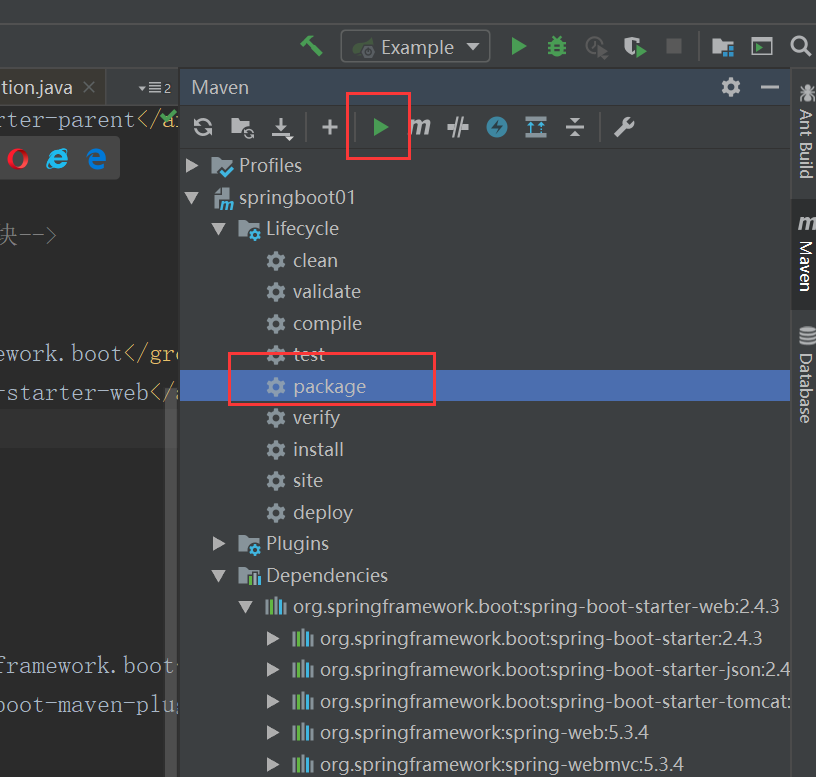 Example
tion.java
2
Maven
rter-parent</a
m
Profiles
springboot01
Lifecycle
块-->
clean
validate
compile
ework.boot</gr
test
-starter-web</
package
verify
install
site
deploy
Plugins
Dependencies
org.springframework.boot:spring-boot-starter-web:2.4.3
org.springframework.boot:spring-boot-starter:2.4.3
framework.boot
org.springframework.boot:spring-boot-starter-json:2.4
boot-maven-plu
org.springframework.boot:spring-boot-starter-tomcat:
org.springframework:spring-web:5.3.4
org.springframework:spring-webmvc:5.3.4
Ant Build
m
Maven
Database